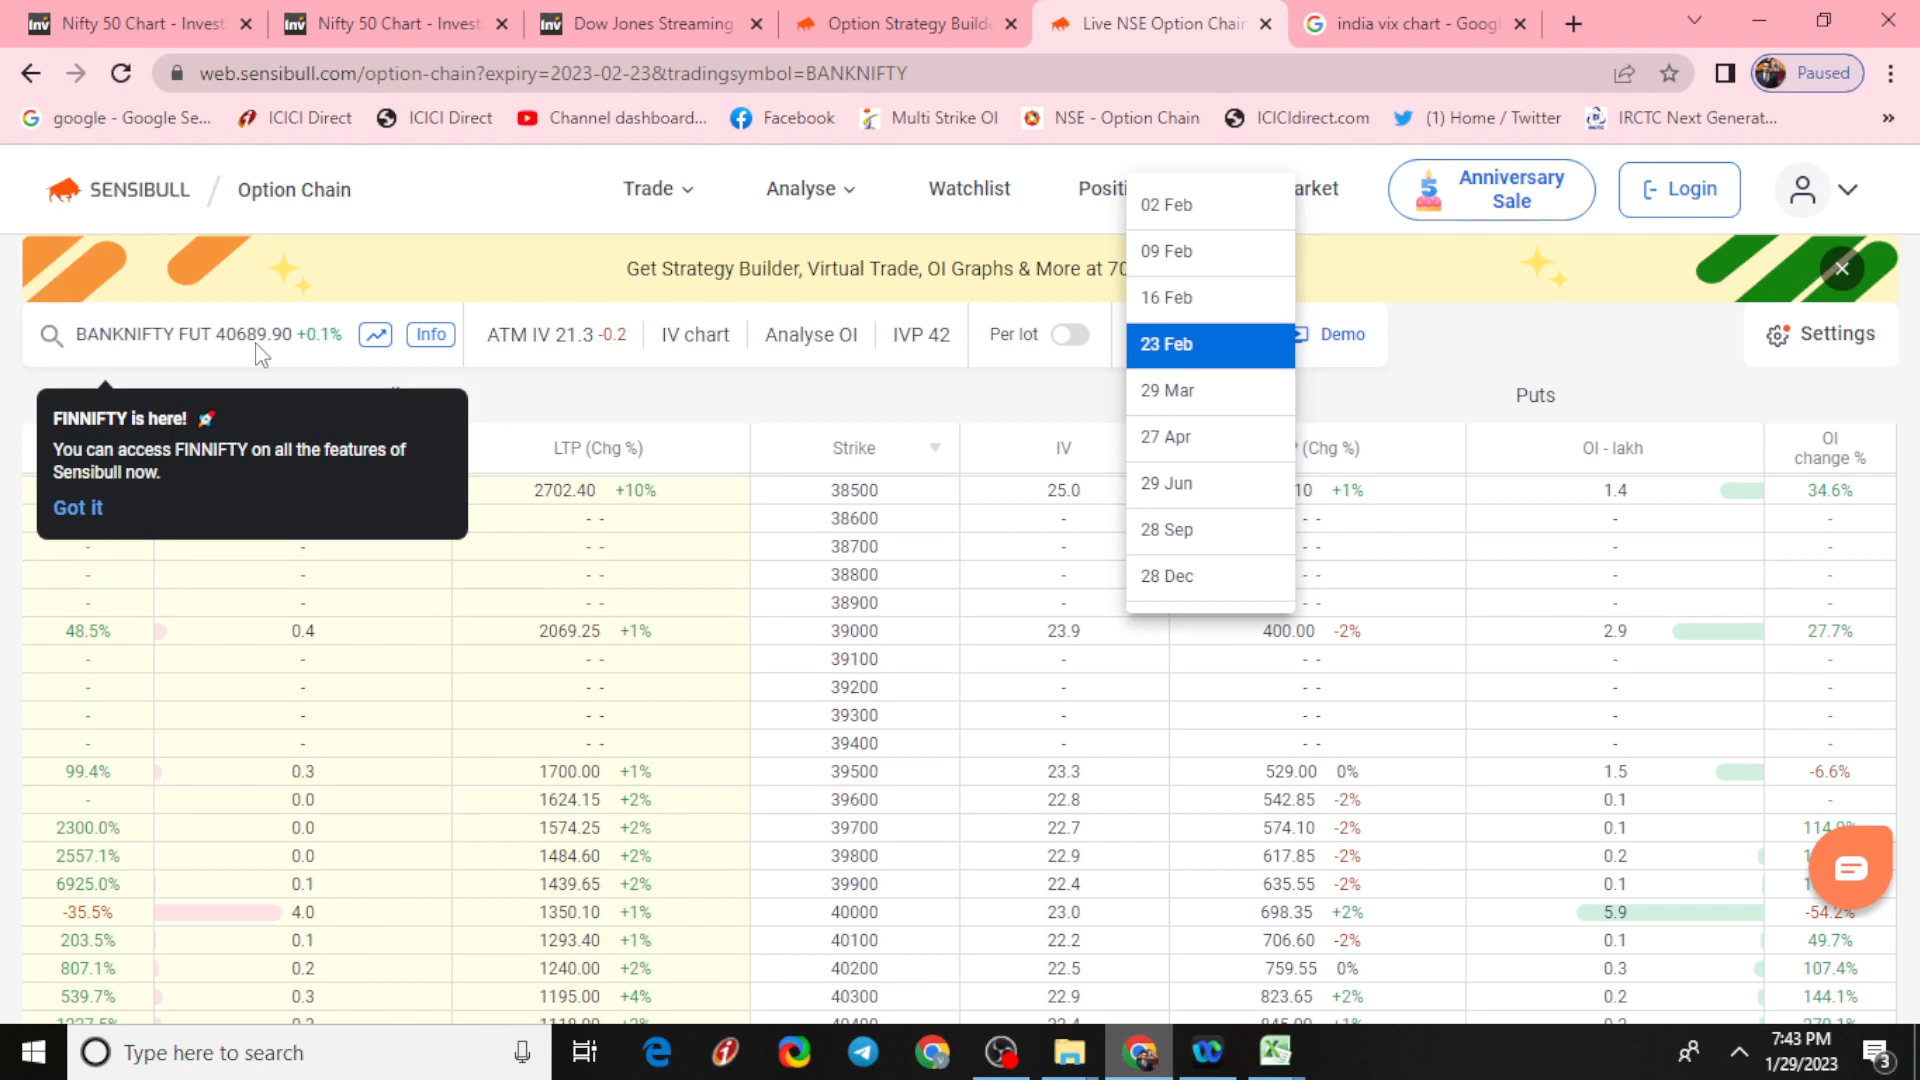 Nifty 50 Chart - Invest
Nifty 50 Chart - Invest
Dow Jones Streaming
Option Strategy Builde
Live NSE Option Chain
india vix chart - Googl
web.sensibull.com/option-chain?expiry=2023-02-23&tradingsymbol=BANKNIFTY
Paused
google - Google Se...
ICICI Direct
ICICI Direct
Channel dashboard...
Facebook
Multi Strike OI
NSE - Option Chain
ICICIdirect.com
(1) Home / Twitter
IRCTC Next Generat...
SENSIBULL / Option Chain
Trade
Analyse
Watchlist
Positi
arket
5 Anniversary
Sale
Login
Get Strategy Builder, Virtual Trade, OI Graphs & More at 70
BANKNIFTY FUT 40689.90 +0.1%
Info
ATM IV 21.3 -0.2
IV chart
Analyse OI
IVP 42
Per lot
Demo
Settings
02 Feb
09 Feb
16 Feb
23 Feb
29 Mar
27 Apr
29 Jun
28 Sep
28 Dec
FINNIFTY is here!
You can access FINNIFTY on all the features of
Sensibull now.
Got it
Puts
LTP (Chg %) Strike IV (Chg %) OI - lakh OI
change %
2702.40 +10% 38500 25.0 10 +1% 1.4 34.6%
- - 38600 - - - - -
- - - - 38700 - - - - -
- - - - 38800 - - - - -
- - - - 38900 - - - - -
48.5% 0.4 2069.25 +1% 39000 23.9 400.00 -2% 2.9 27.7%
- - - - 39100 - - - - -
- - - - 39200 - - - - -
- - - - 39300 - - - - -
- - - - 39400 - - - - -
99.4% 0.3 1700.00 +1% 39500 23.3 529.00 0% 1.5 -6.6%
- 0.0 1624.15 +2% 39600 22.8 542.85 -2% 0.1 -
2300.0% 0.0 1574.25 +2% 39700 22.7 574.10 -2% 0.1
2557.1% 0.0 1484.60 +2% 39800 22.9 617.85 -2% 0.2
6925.0% 0.1 1439.65 +2% 39900 22.4 635.55 -2% 0.1
-35.5% 4.0 1350.10 +1% 40000 23.0 698.35 +2% 5.9 -54.2%
203.5% 0.1 1293.40 +1% 40100 22.2 706.60 -2% 0.1 49.7%
807.1% 0.2 1240.00 +2% 40200 22.5 759.55 0% 0.3 107.4%
539.7% 0.3 1195.00 +4% 40300 22.9 823.65 +2% 0.2 144.1%
Type here to search
7:43 PM
1/29/2023
3